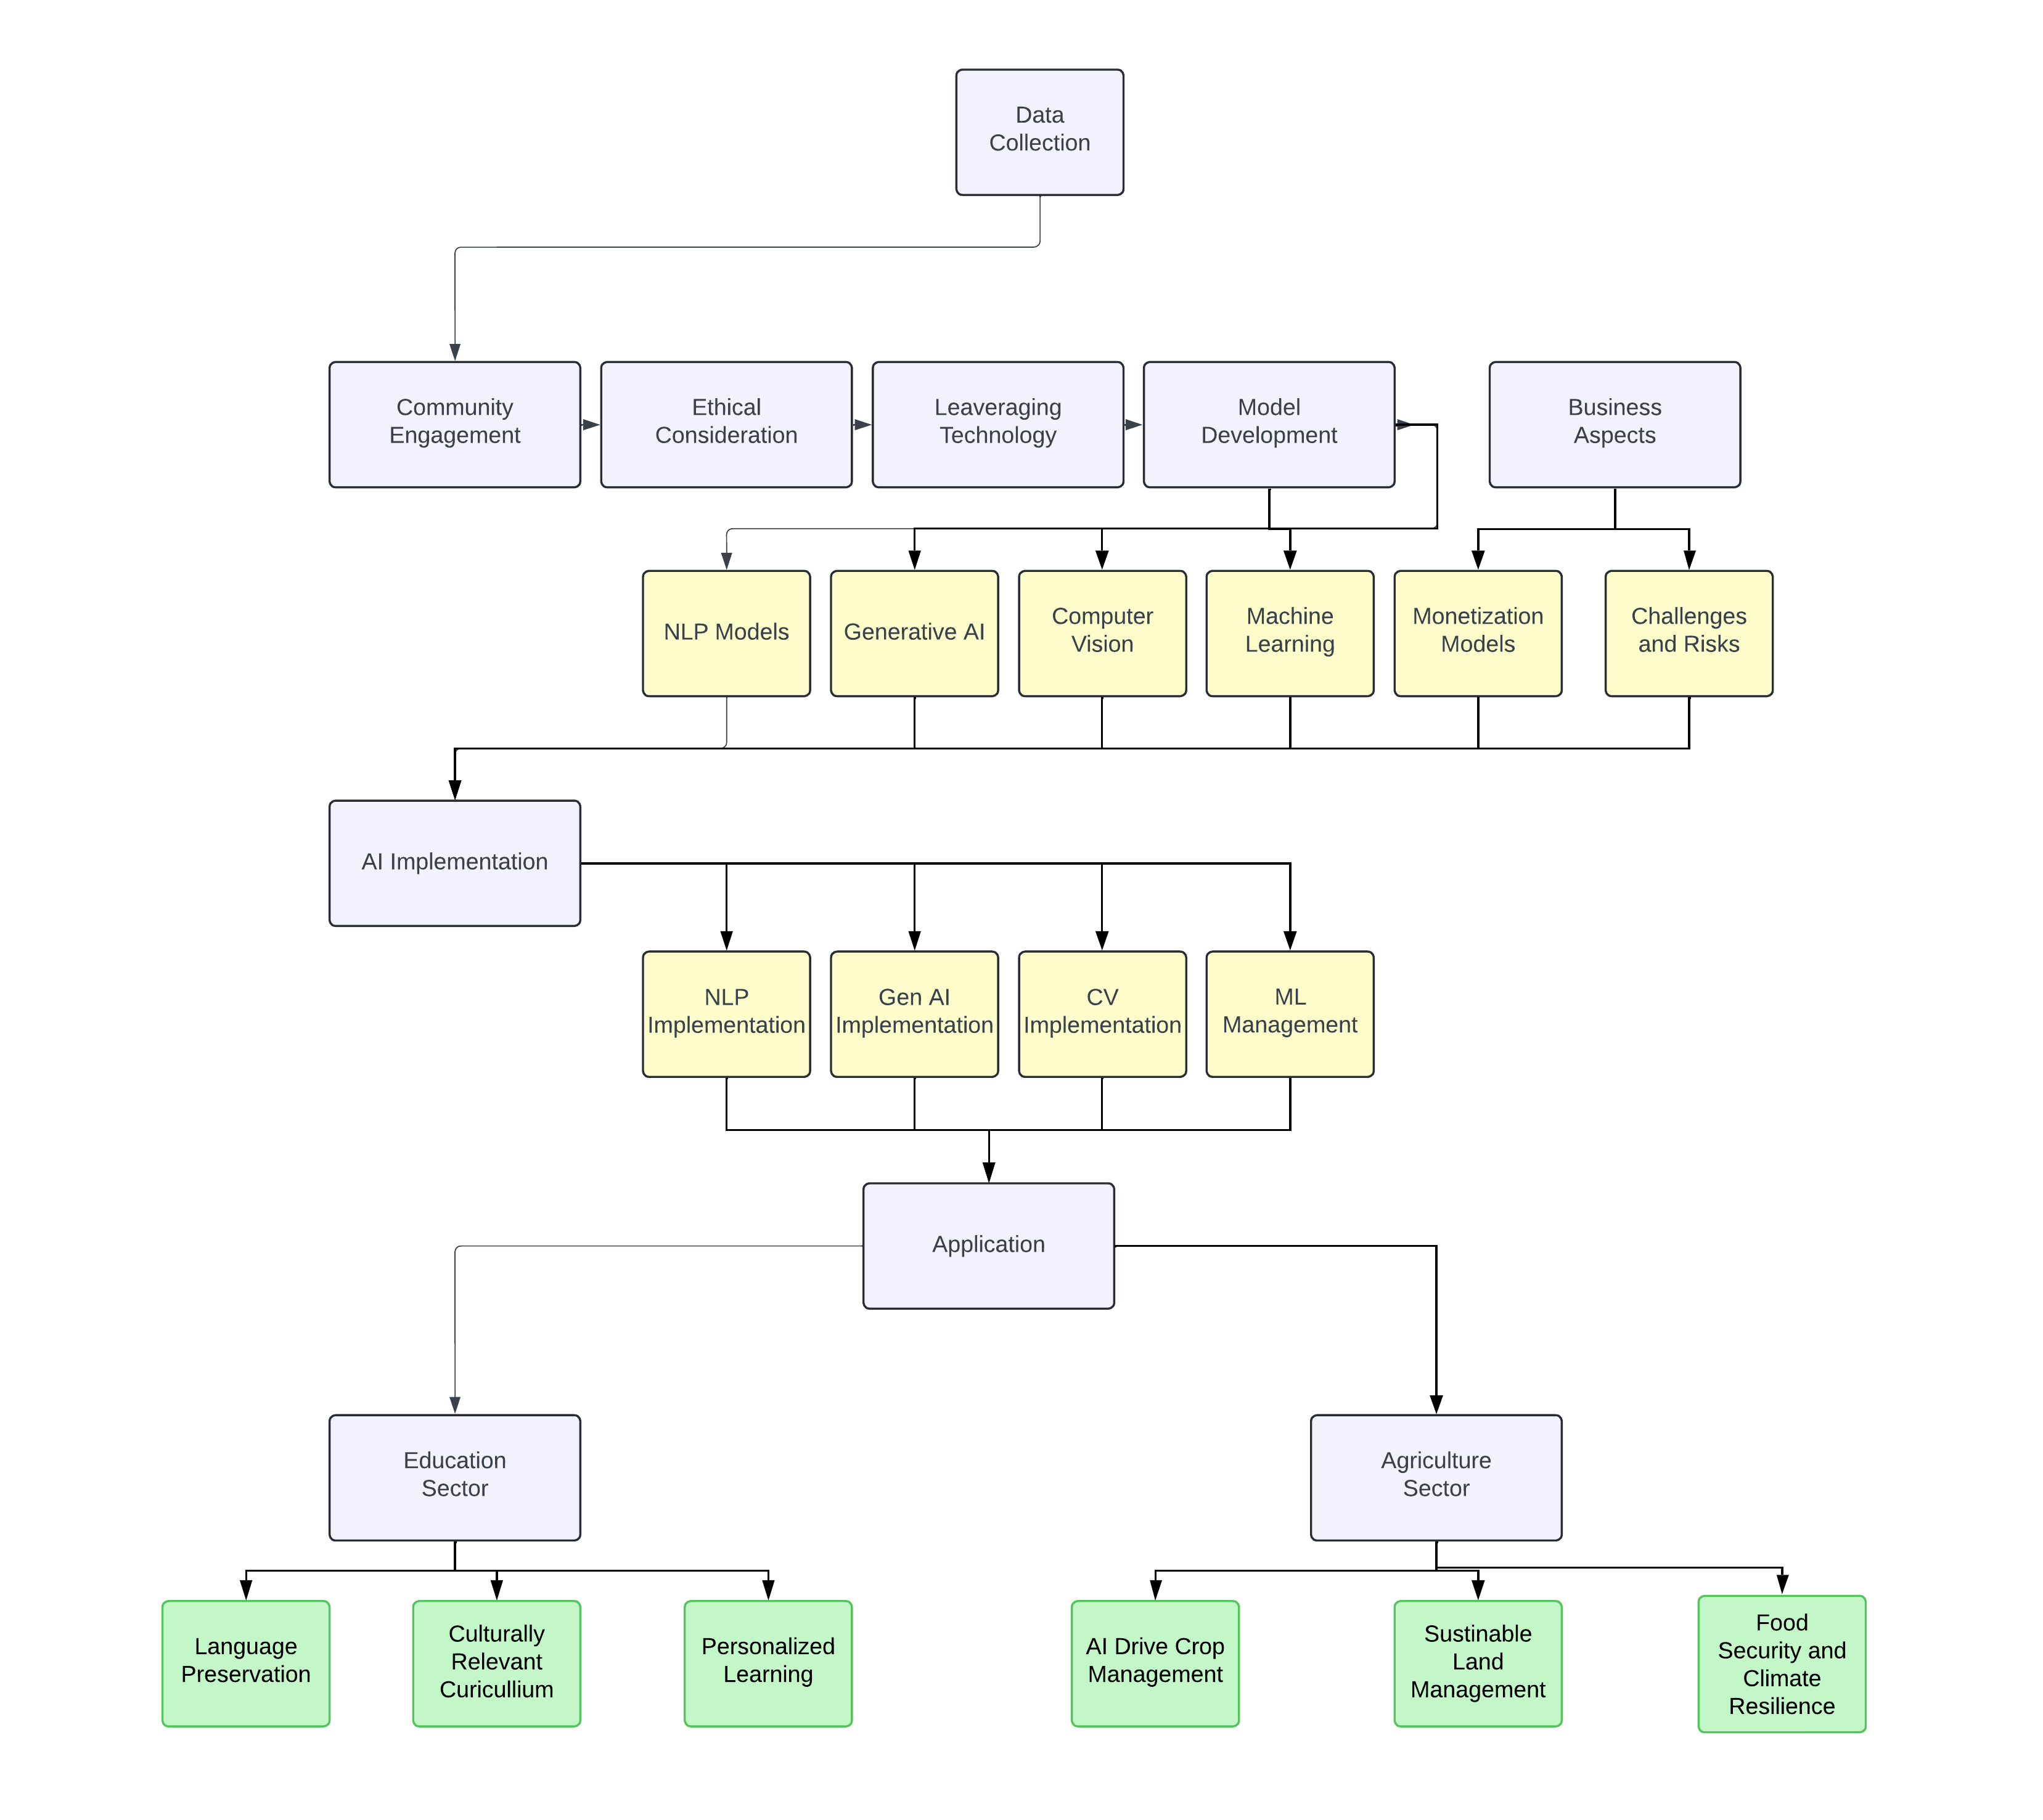 Data
Collection
Community
Engagement
Ethical
Consideration
Leaveraging
Technology
Model
Development
Business
Aspects
NLP Models
Generative AI
Computer
Vision
Machine
Learning
Monetization
Models
Challenges
and Risks
AI Implementation
NLP
Implementation
Gen AI
Implementation
CV
Implementation
ML
Management
Application
Education
Sector
Agriculture
Sector
Language
Preservation
Culturally
Relevant
Curicullium
Personalized
Learning
AI Drive Crop
Management
Sustinable
Land
Management
Food
Security and
Climate
Resilience